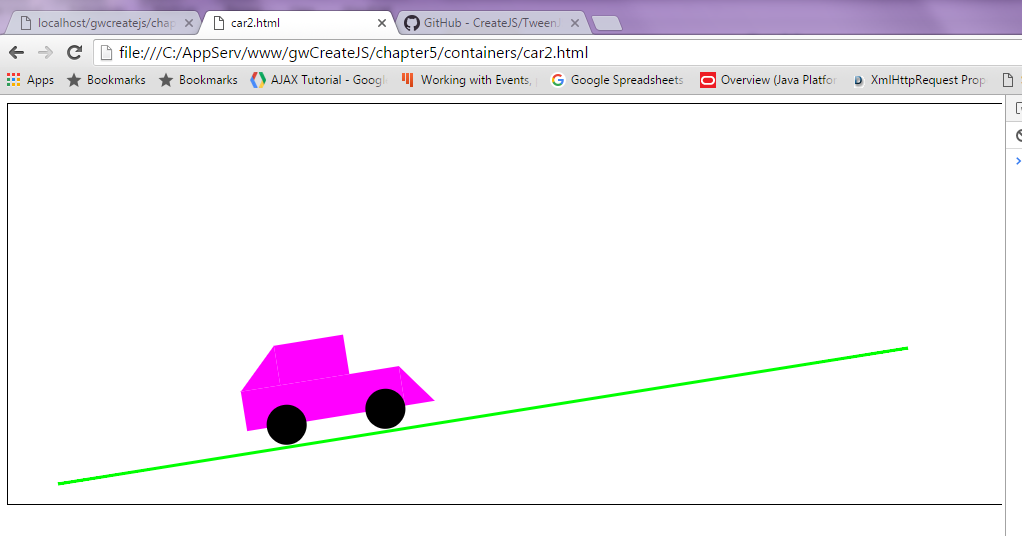 localhost/gwcreatejs/chap
car2.html
GitHub - CreateJS/TweenJ
file:///C:/AppServ/www/gwCreateJS/chapter5/containers/car2.html
Apps
Bookmarks
Bookmarks
AJAX Tutorial - Googl
Working with Events,
Google Spreadsheets
Overview (Java Platfor
XmlHttpRequest Prop